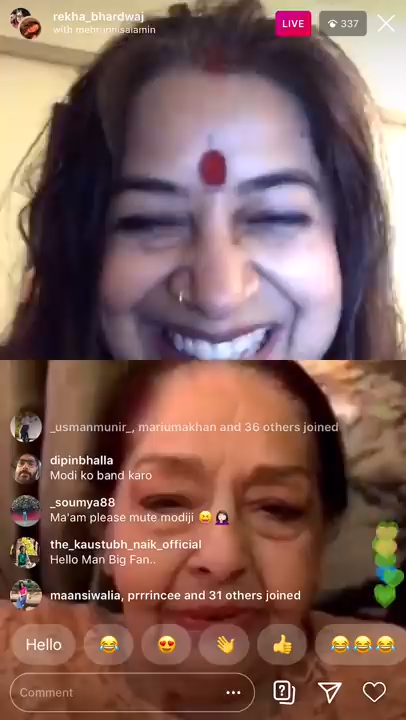 rekha_bhardwaj
with mehrunnisaiamin
LIVE
337
_usmanmunir_, mariumakhan and 36 others joined
dipinbhalla
Modi ko band karo
_soumya88
Ma'am please mute modiji 😆🤦🏻‍♀️
the_kaustubh_naik_official
Hello Man Big Fan..
maansiwalia, prrrincee and 31 others joined
Hello 😂 😍 👋 👍 😂😂😂
Comment